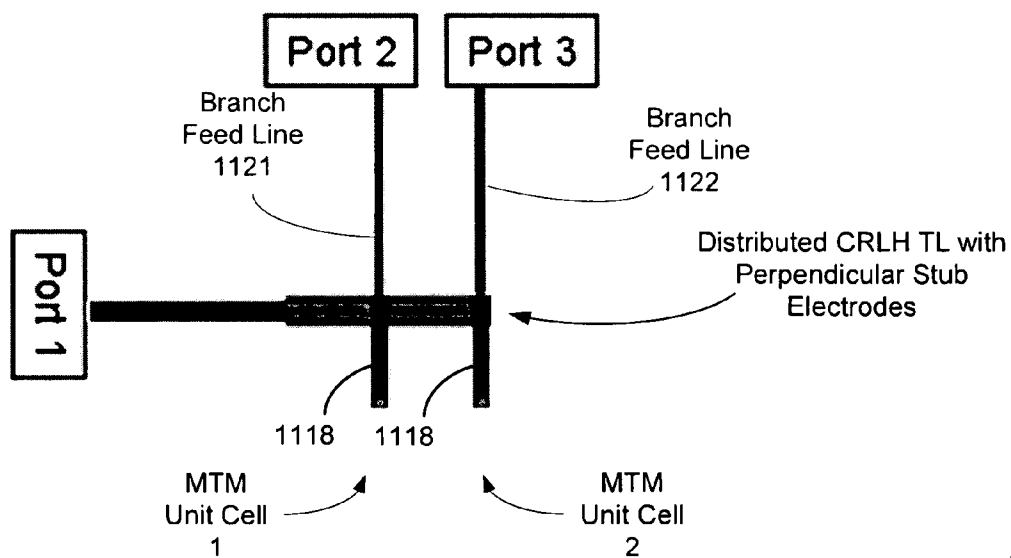 Port 2
Port 3
Branch
Feed Line
1121
Branch
Feed Line
1122
Port 1
Distributed CRLH TL with
Perpendicular Stub
Electrodes
1118
1118
MTM
Unit Cell
1
MTM
Unit Cell
2